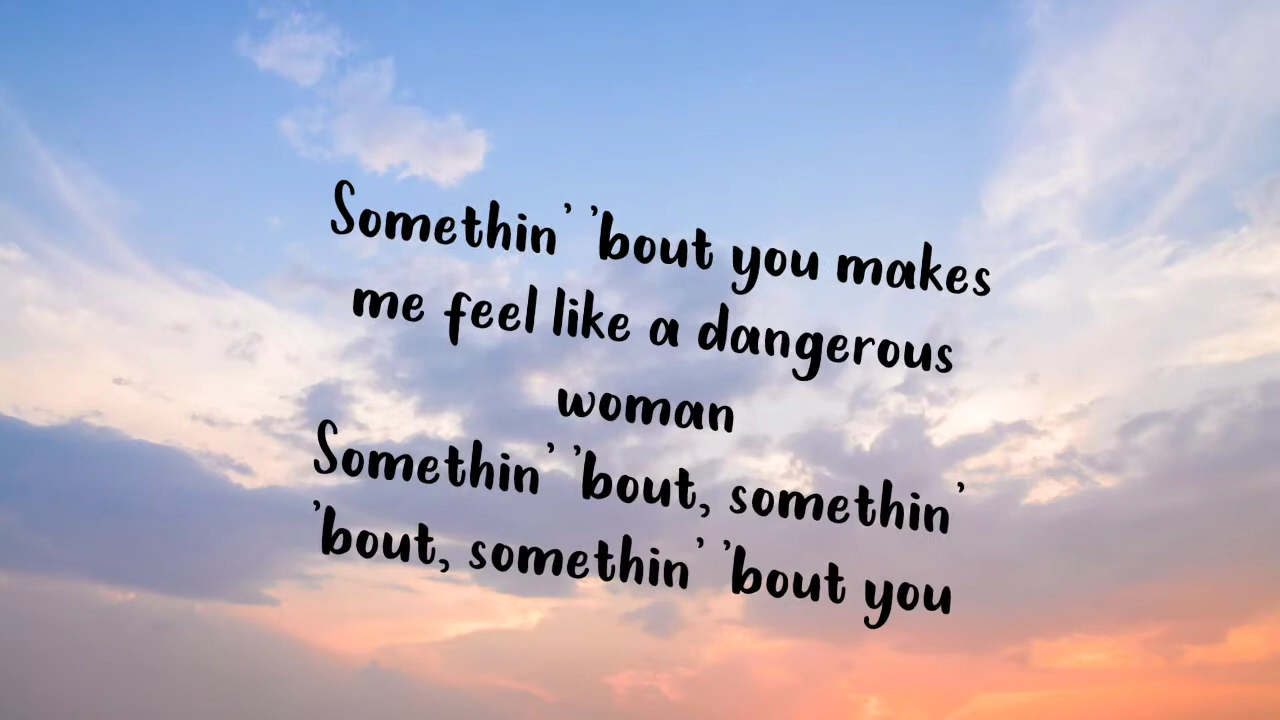 Somethin' 'bout you makes
me feel like a dangerous
woman
Somethin' 'bout, somethin'
'bout, somethin' 'bout you